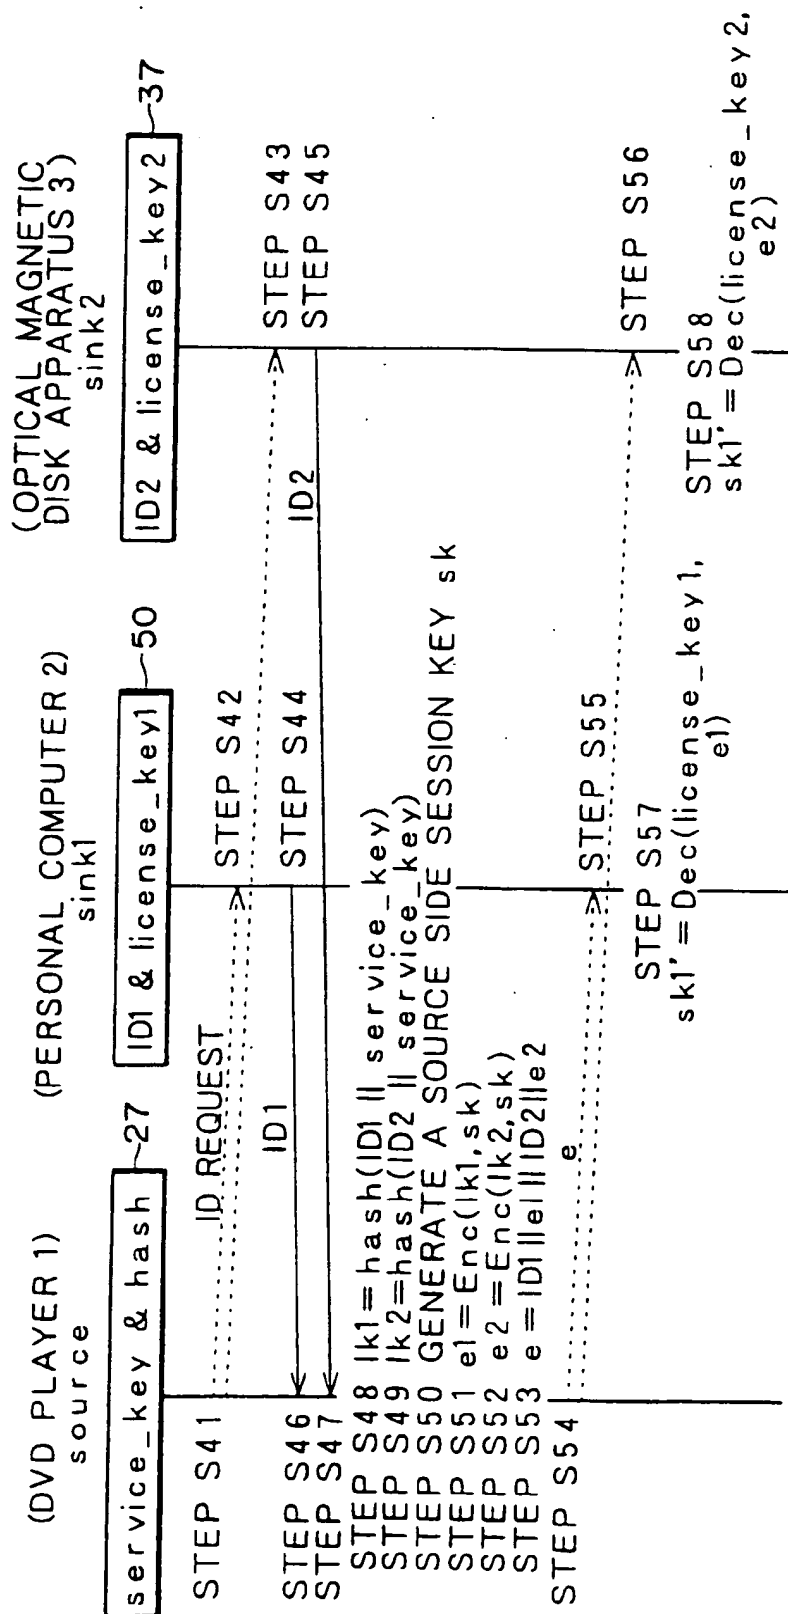 (DVD PLAYER 1)
source
service_key & hash
27
(PERSONAL COMPUTER 2)
sink1
ID1 & license_key1
50
(OPTICAL MAGNETIC
DISK APPARATUS 3)
sink2
ID2 & license_key2
37
STEP S41
ID REQUEST
STEP S42
STEP S43
ID1
STEP S44
ID2
STEP S45
STEP S46
STEP S47
STEP S48 lk1=hash(ID1 || service_key)
STEP S49 lk2=hash(ID2 || service_key)
STEP S50 GENERATE A SOURCE SIDE SESSION KEY sk
STEP S51 e1=Enc(lk1,sk)
STEP S52 e2=Enc(lk2,sk)
STEP S53 e=ID1||e1||ID2||e2
STEP S54
e
STEP S55
STEP S56
STEP S57
sk1'=Dec(license_key1,
e1)
STEP S58
sk1'=Dec(license_key2,
e2)